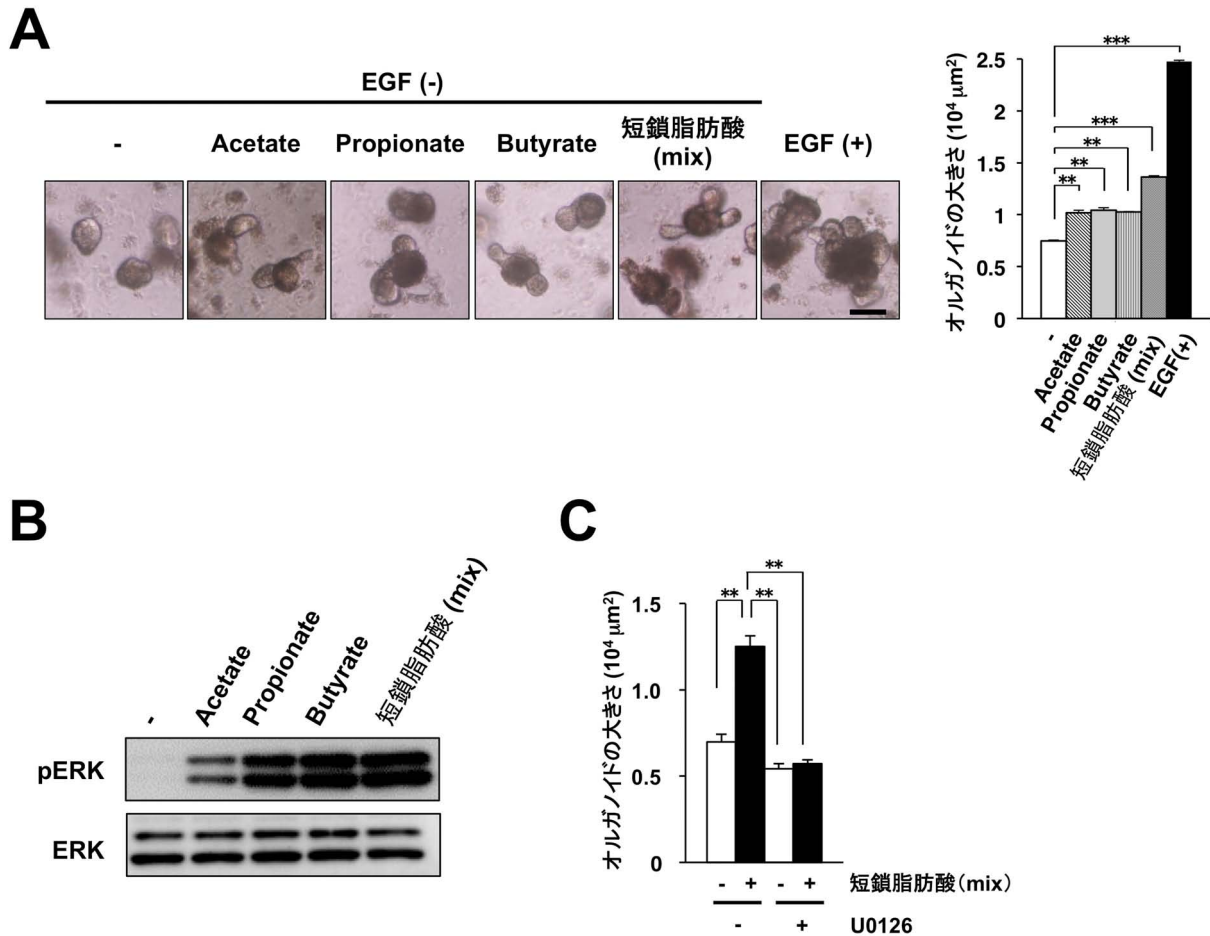 A
EGF (-)
-
Acetate
Propionate
Butyrate
短鎖脂肪酸
(mix)
EGF (+)
オルガノイドの大きさ (10⁴ μm²)
2.5
2
1.5
1
0.5
0
***
***
**
**
**
-
Acetate
Propionate
Butyrate
短鎖脂肪酸 (mix)
EGF(+)
B
-
Acetate
Propionate
Butyrate
短鎖脂肪酸 (mix)
pERK
ERK
C
オルガノイドの大きさ (10⁴ μm²)
1.5
1.0
0.5
0
**
**
**
- + - + 短鎖脂肪酸(mix)
- + U0126